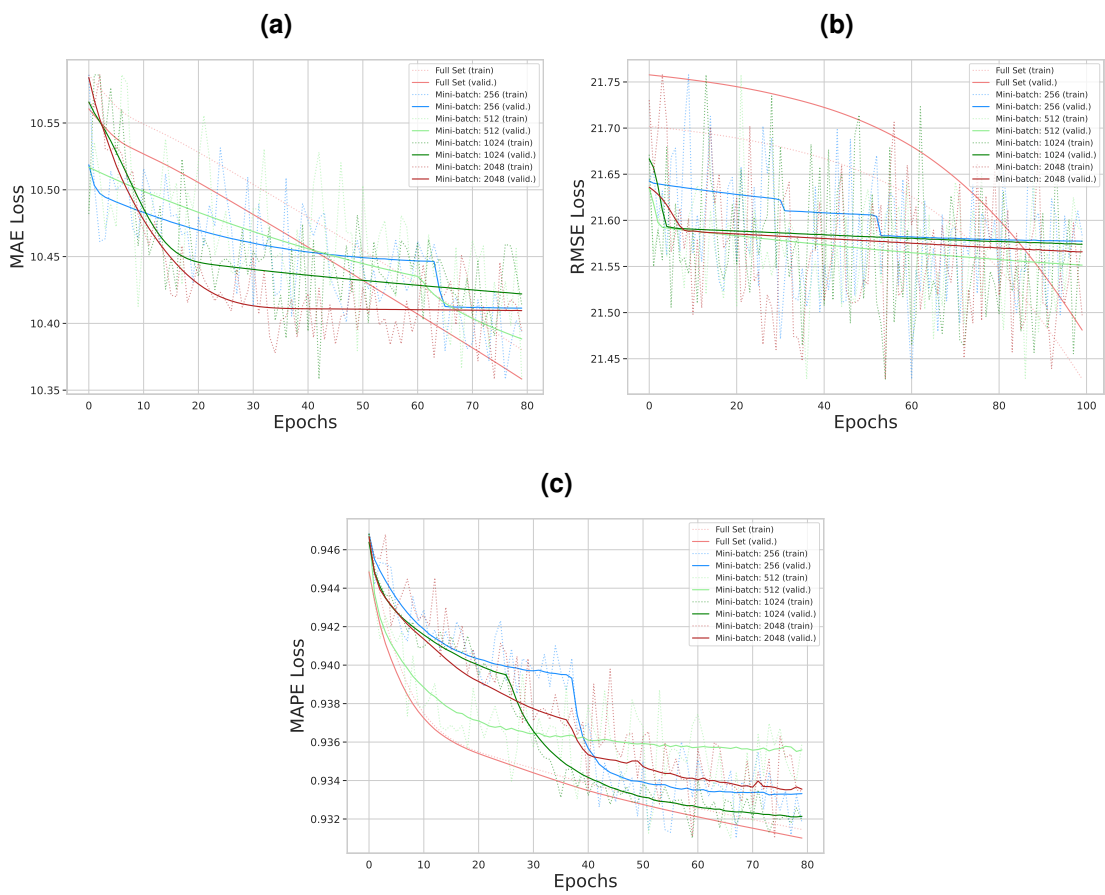 (a)
MAE Loss
10.55
10.50
10.45
10.40
10.35
0 10 20 30 40 50 60 70 80
Epochs
Full Set (train)
Full Set (valid.)
Mini-batch: 256 (train)
Mini-batch: 256 (valid.)
Mini-batch: 512 (train)
Mini-batch: 512 (valid.)
Mini-batch: 1024 (train)
Mini-batch: 1024 (valid.)
Mini-batch: 2048 (train)
Mini-batch: 2048 (valid.)
(b)
RMSE Loss
21.75
21.70
21.65
21.60
21.55
21.50
21.45
0 20 40 60 80 100
Epochs
Full Set (train)
Full Set (valid.)
Mini-batch: 256 (train)
Mini-batch: 256 (valid.)
Mini-batch: 512 (train)
Mini-batch: 512 (valid.)
Mini-batch: 1024 (train)
Mini-batch: 1024 (valid.)
Mini-batch: 2048 (train)
Mini-batch: 2048 (valid.)
(c)
MAPE Loss
0.946
0.944
0.942
0.940
0.938
0.936
0.934
0.932
0 10 20 30 40 50 60 70 80
Epochs
Full Set (train)
Full Set (valid.)
Mini-batch: 256 (train)
Mini-batch: 256 (valid.)
Mini-batch: 512 (train)
Mini-batch: 512 (valid.)
Mini-batch: 1024 (train)
Mini-batch: 1024 (valid.)
Mini-batch: 2048 (train)
Mini-batch: 2048 (valid.)